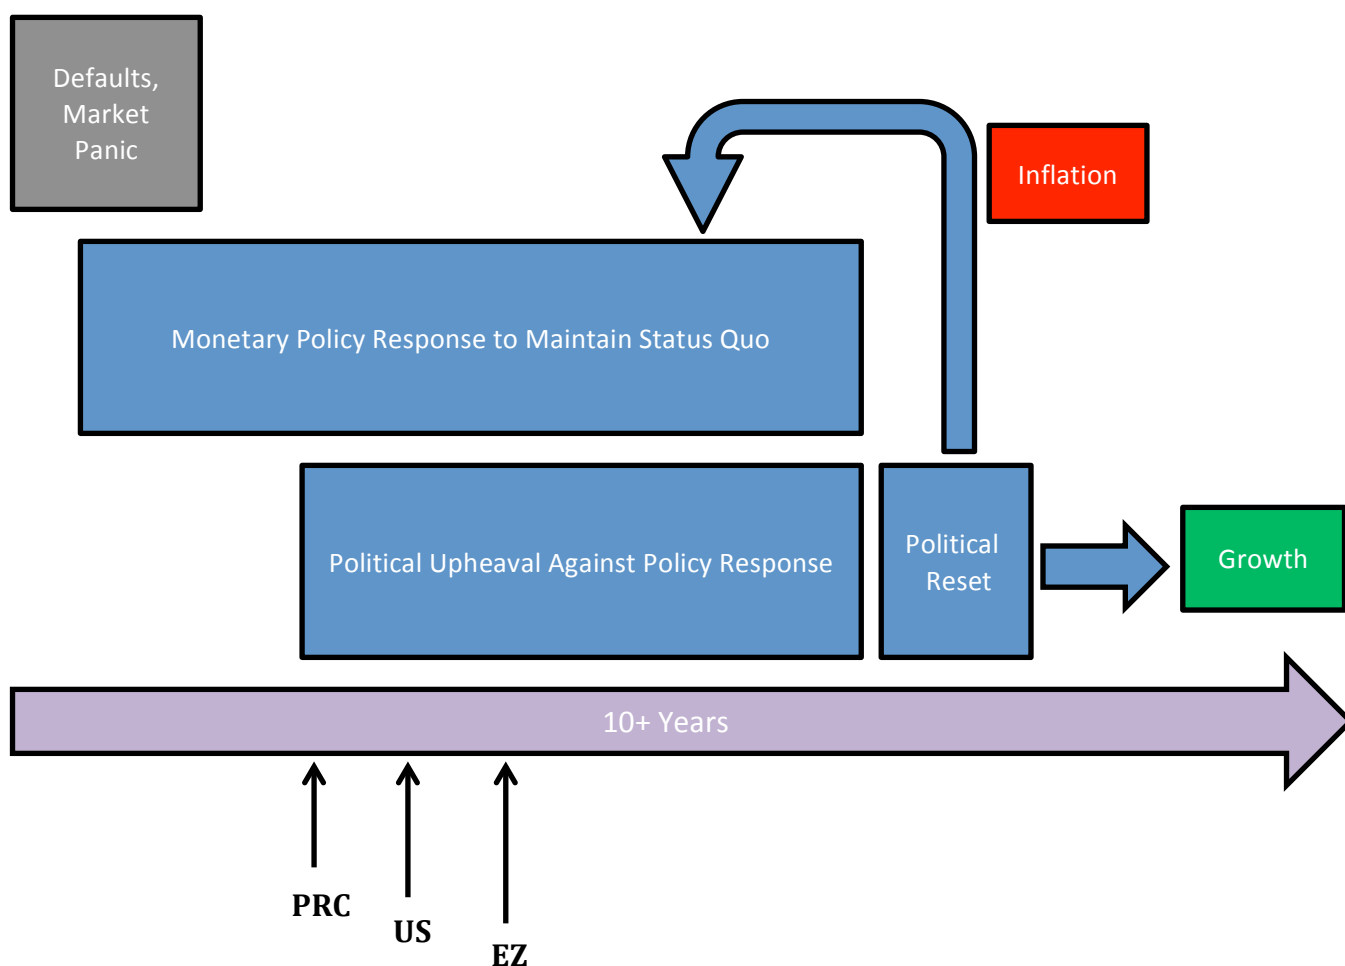 Defaults,
Market
Panic
Inflation
Monetary Policy Response to Maintain Status Quo
Political Upheaval Against Policy Response
Political
Reset
Growth
10+ Years
PRC
US
EZ